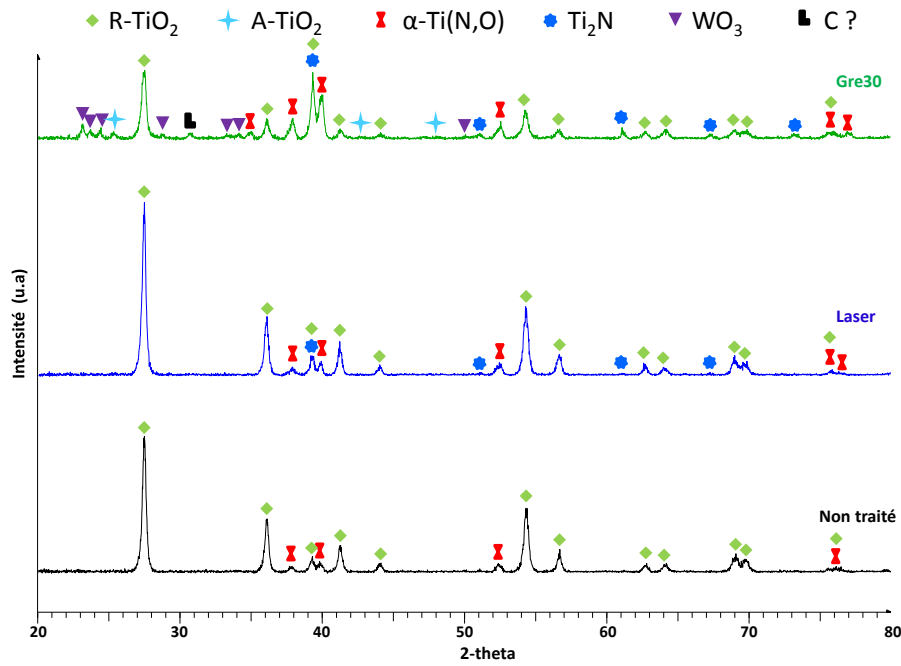 R-TiO₂ A-TiO₂ α-Ti(N,O) Ti₂N WO₃ C ?
Gre30
Laser
Non traité
Intensité (u.a)
20 30 40 50 60 70 80
2-theta